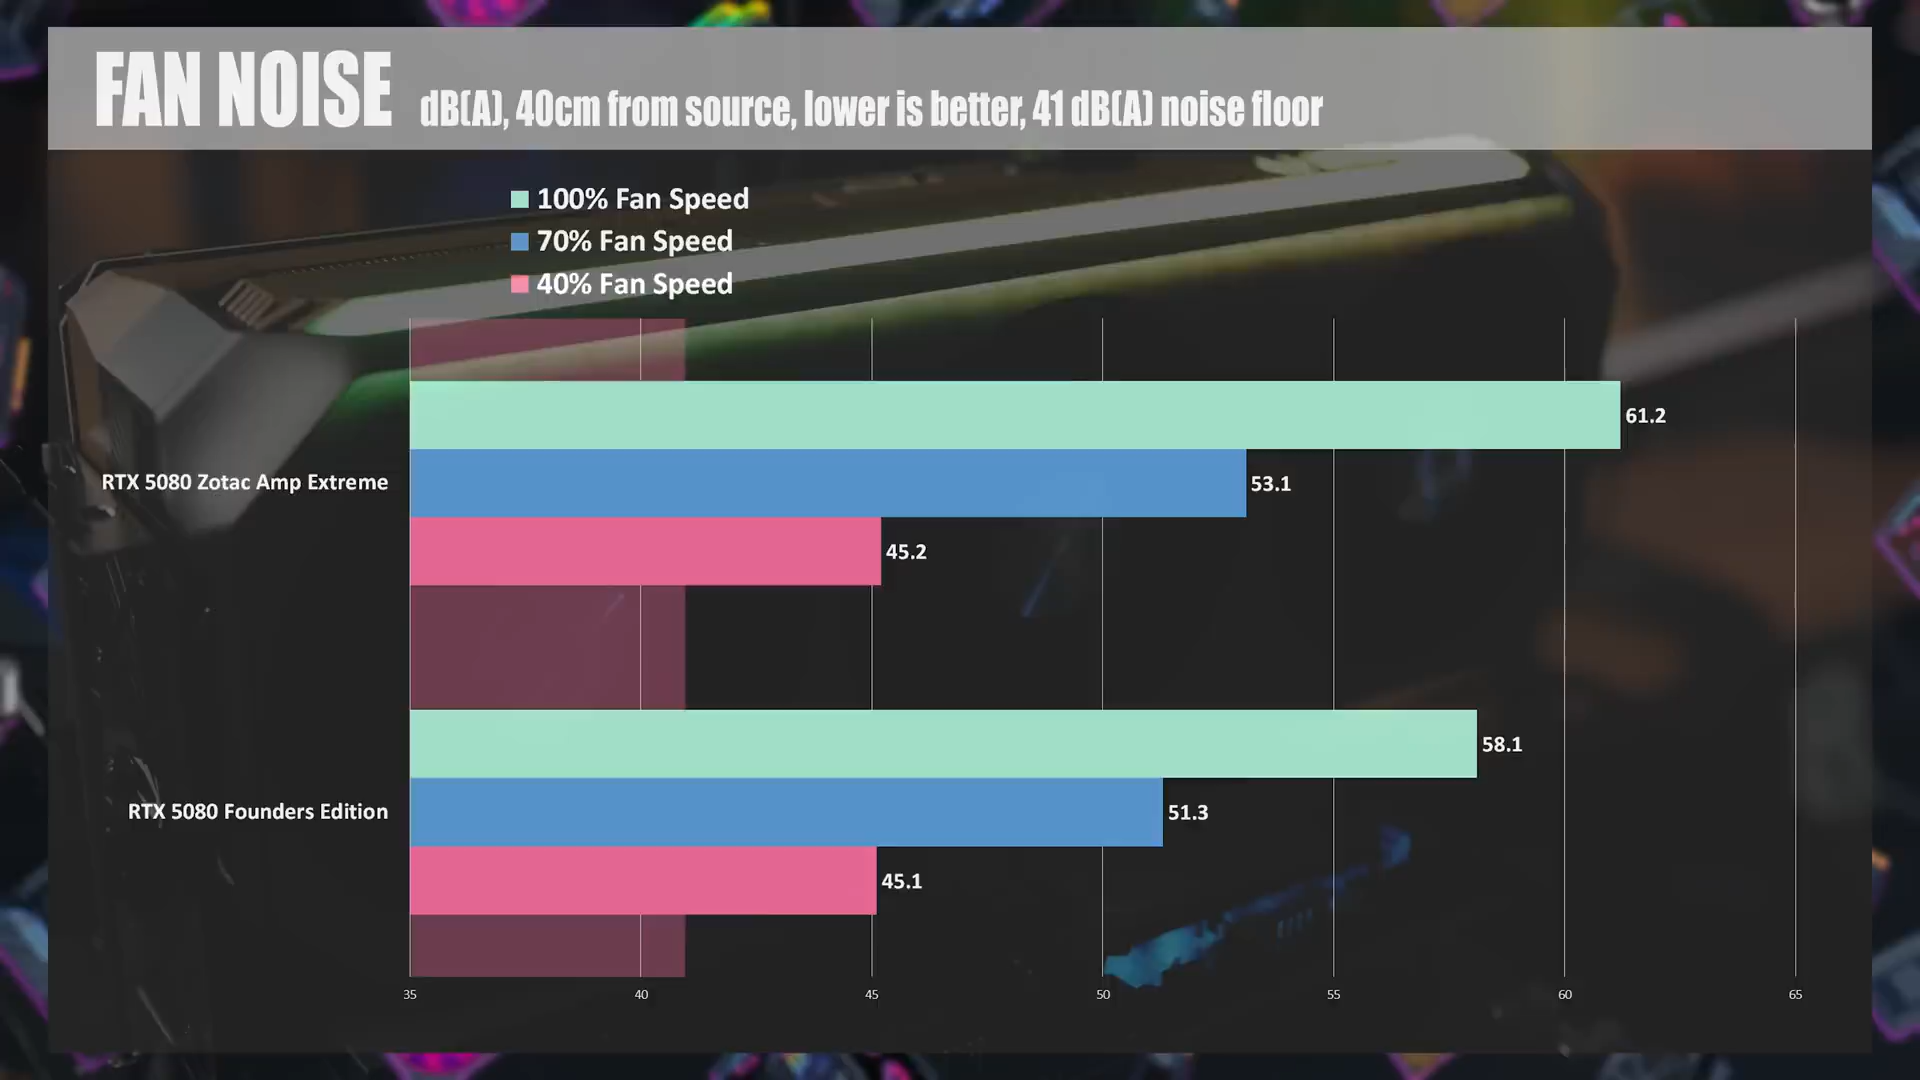 FAN NOISE dB(A), 40cm from source, lower is better, 41 dB(A) noise floor
100% Fan Speed
70% Fan Speed
40% Fan Speed
61.2
RTX 5080 Zotac Amp Extreme
53.1
45.2
58.1
RTX 5080 Founders Edition
51.3
45.1
35 40 45 50 55 60 65